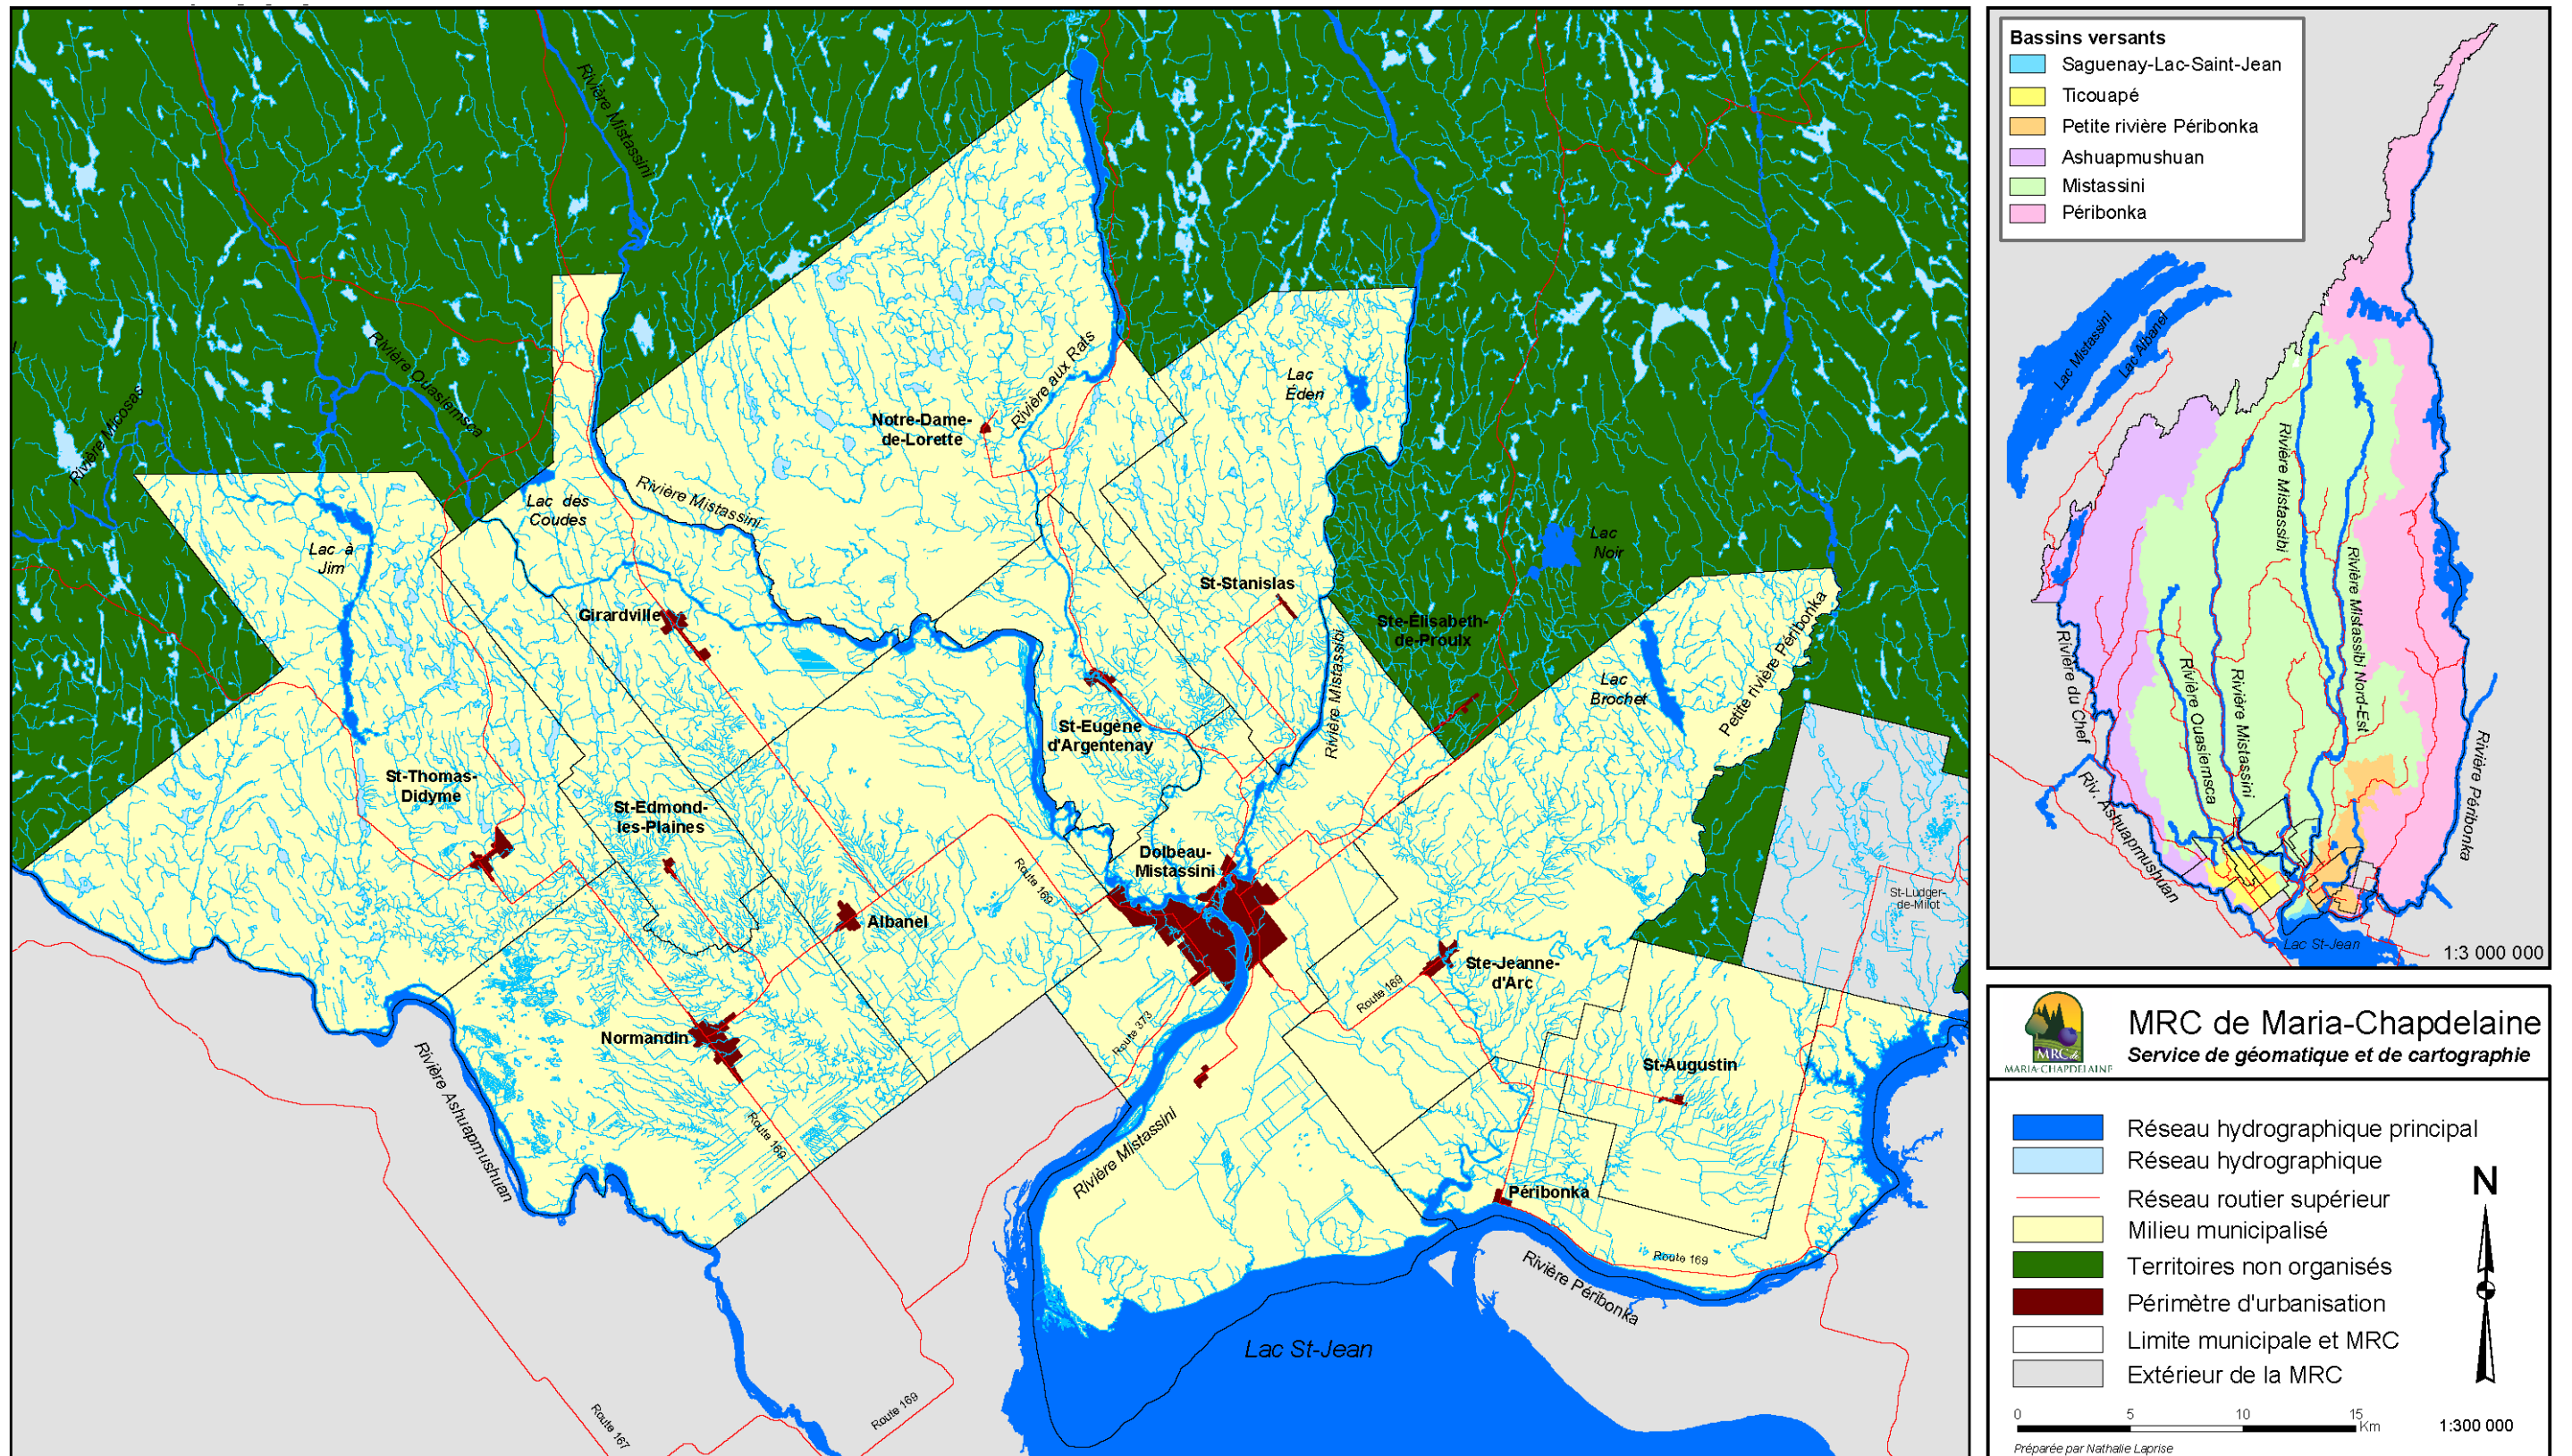 Rivière Mistassini
Rivière Ouasiemsca
Rivière Micosas
Rivière aux Rats
Lac
Éden
Notre-Dame-
de-Lorette
Rivière Mistassini
Lac des
Coudes
Lac à
Jim
Lac
Noir
St-Stanislas
Girardville
Ste-Élisabeth-
de-Proulx
Rivière Mistassibi
Lac
Brochet
Petite rivière Péribonka
St-Eugène
d'Argentenay
St-Thomas-
Didyme
St-Edmond-
les-Plaines
Dolbeau-
Mistassini
Route 169
Albanel
St-Ludger-
de-Milot
Ste-Jeanne-
d'Arc
Route 169
Route 373
Normandin
St-Augustin
Rivière Ashuapmushuan
Route 169
Rivière Mistassini
Péribonka
Route 169
Rivière Péribonka
Lac St-Jean
Route 169
Route 167
Bassins versants
Saguenay-Lac-Saint-Jean
Ticouapé
Petite rivière Péribonka
Ashuapmushuan
Mistassini
Péribonka
Lac Mistassini
Lac Albanel
Rivière Mistassibi
Rivière Mistassibi Nord-Est
Rivière du Chef
Rivière Ouasiemsca
Rivière Mistassini
Rivière Péribonka
Riv. Ashuapmushuan
Lac St-Jean
1:3 000 000
MRC de
MARIA-CHAPDELAINE
MRC de Maria-Chapdelaine
Service de géomatique et de cartographie
Réseau hydrographique principal
Réseau hydrographique
Réseau routier supérieur
Milieu municipalisé
Territoires non organisés
Périmètre d'urbanisation
Limite municipale et MRC
Extérieur de la MRC
N
0 5 10 15
Km
1:300 000
Préparée par Nathalie Laprise